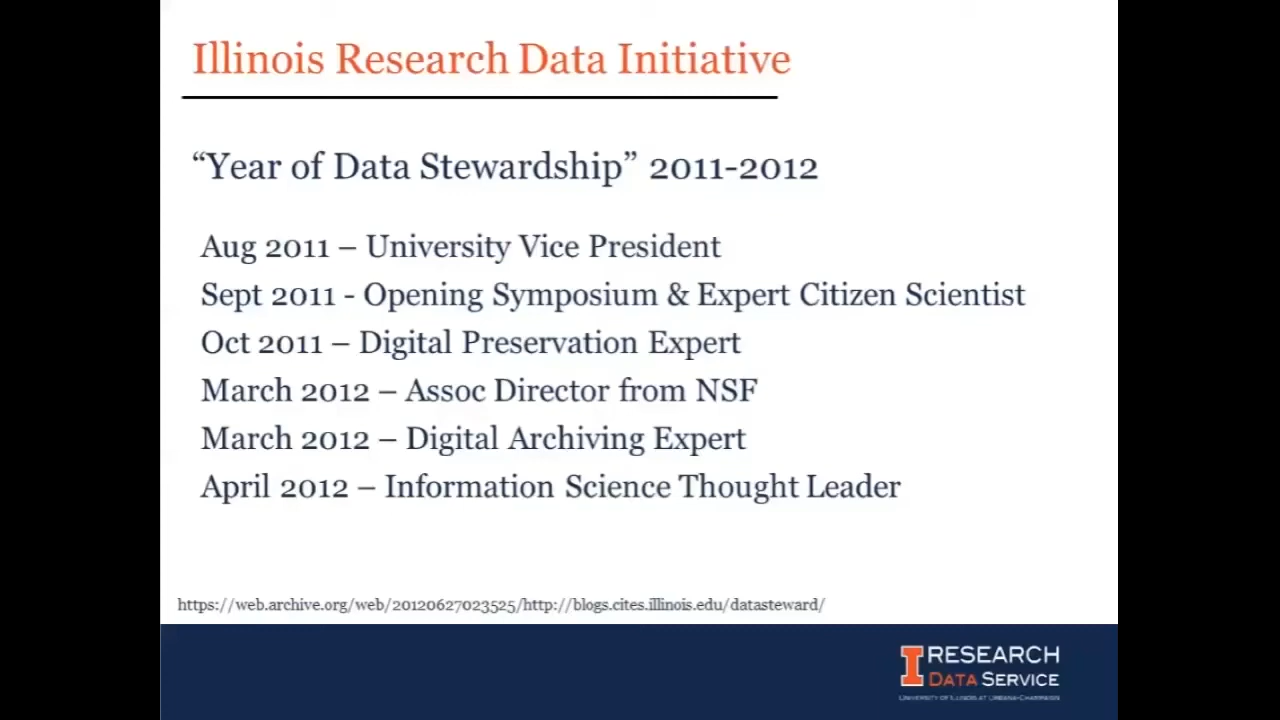 Illinois Research Data Initiative
“Year of Data Stewardship” 2011-2012
Aug 2011 – University Vice President
Sept 2011 - Opening Symposium & Expert Citizen Scientist
Oct 2011 – Digital Preservation Expert
March 2012 – Assoc Director from NSF
March 2012 – Digital Archiving Expert
April 2012 – Information Science Thought Leader
https://web.archive.org/web/20120627023525/http://blogs.cites.illinois.edu/datasteward/
I RESEARCH
DATA SERVICE
UNIVERSITY OF ILLINOIS AT URBANA-CHAMPAIGN